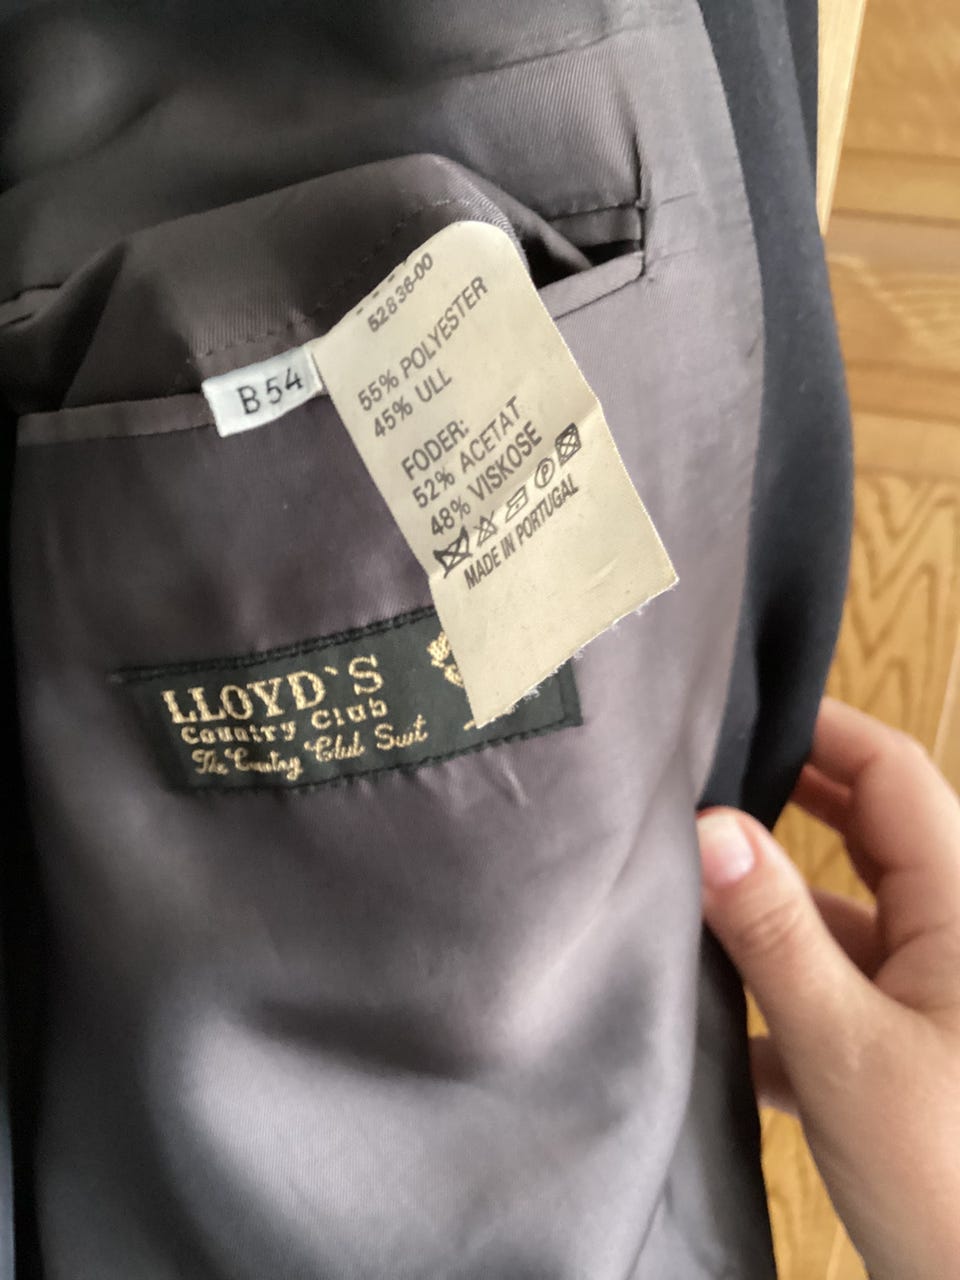 52836-00
55% POLYESTER
45% ULL
FODER:
52% ACETAT
48% VISKOSE
P
MADE IN PORTUGAL
B54
LLOYD`S
Country Club
The Country Club Suit